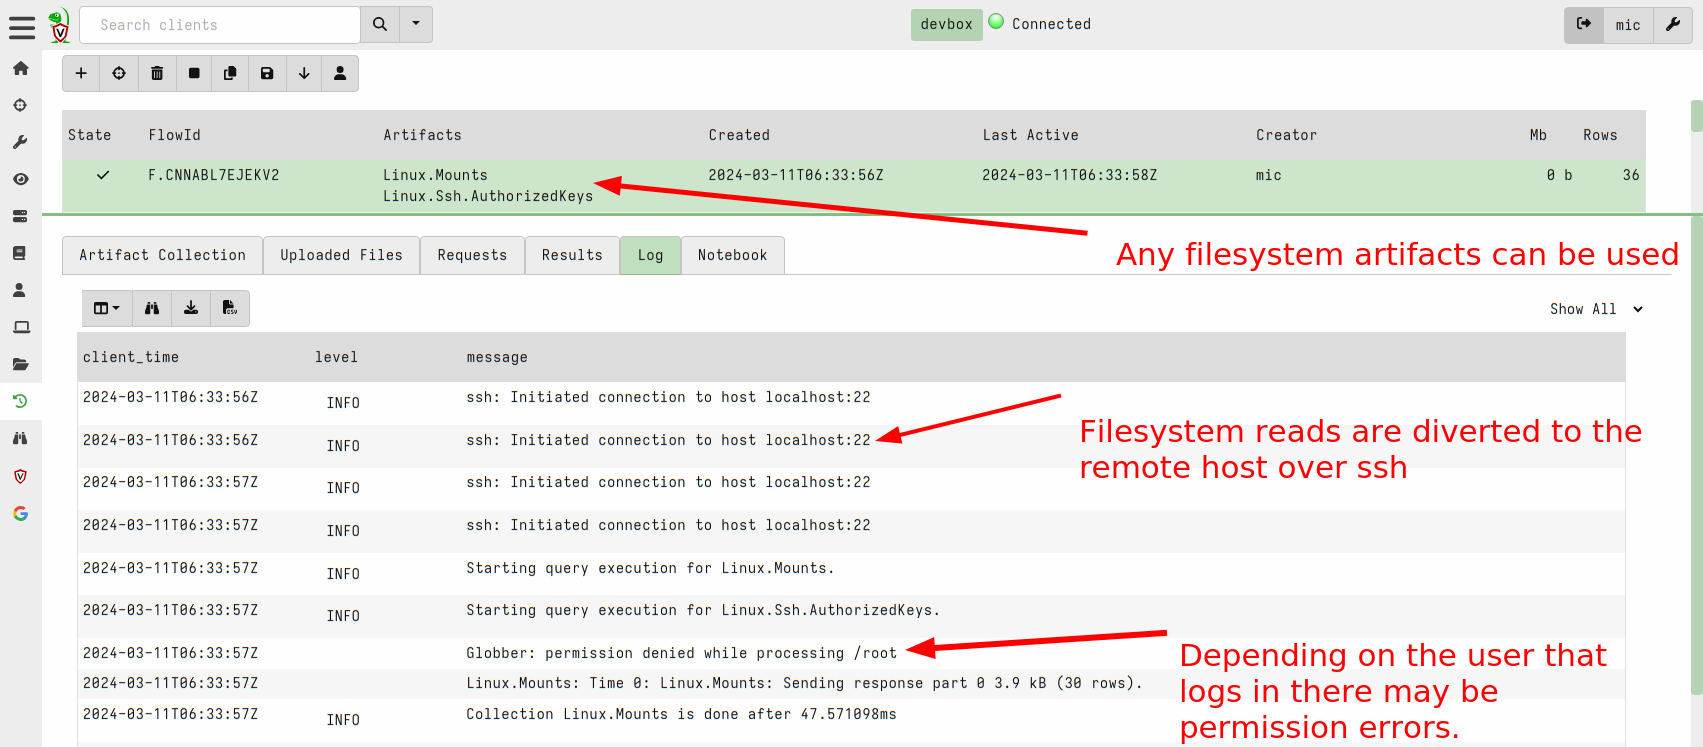 Search clients
devbox Connected
mic
State FlowId Artifacts Created Last Active Creator Mb Rows
F.CNNABL7EJEKV2 Linux.Mounts 2024-03-11T06:33:56Z 2024-03-11T06:33:58Z mic 0 b 36
Linux.Ssh.AuthorizedKeys
Any filesystem artifacts can be used
Artifact Collection Uploaded Files Requests Results Log Notebook
CSV
Show All
client_time level message
2024-03-11T06:33:56Z INFO ssh: Initiated connection to host localhost:22
2024-03-11T06:33:56Z INFO ssh: Initiated connection to host localhost:22
Filesystem reads are diverted to the
remote host over ssh
2024-03-11T06:33:57Z INFO ssh: Initiated connection to host localhost:22
2024-03-11T06:33:57Z INFO ssh: Initiated connection to host localhost:22
2024-03-11T06:33:57Z INFO Starting query execution for Linux.Mounts.
2024-03-11T06:33:57Z INFO Starting query execution for Linux.Ssh.AuthorizedKeys.
2024-03-11T06:33:57Z Globber: permission denied while processing /root
2024-03-11T06:33:57Z Linux.Mounts: Time 0: Linux.Mounts: Sending response part 0 3.9 kB (30 rows).
2024-03-11T06:33:57Z INFO Collection Linux.Mounts is done after 47.571098ms
Depending on the user that
logs in there may be
permission errors.